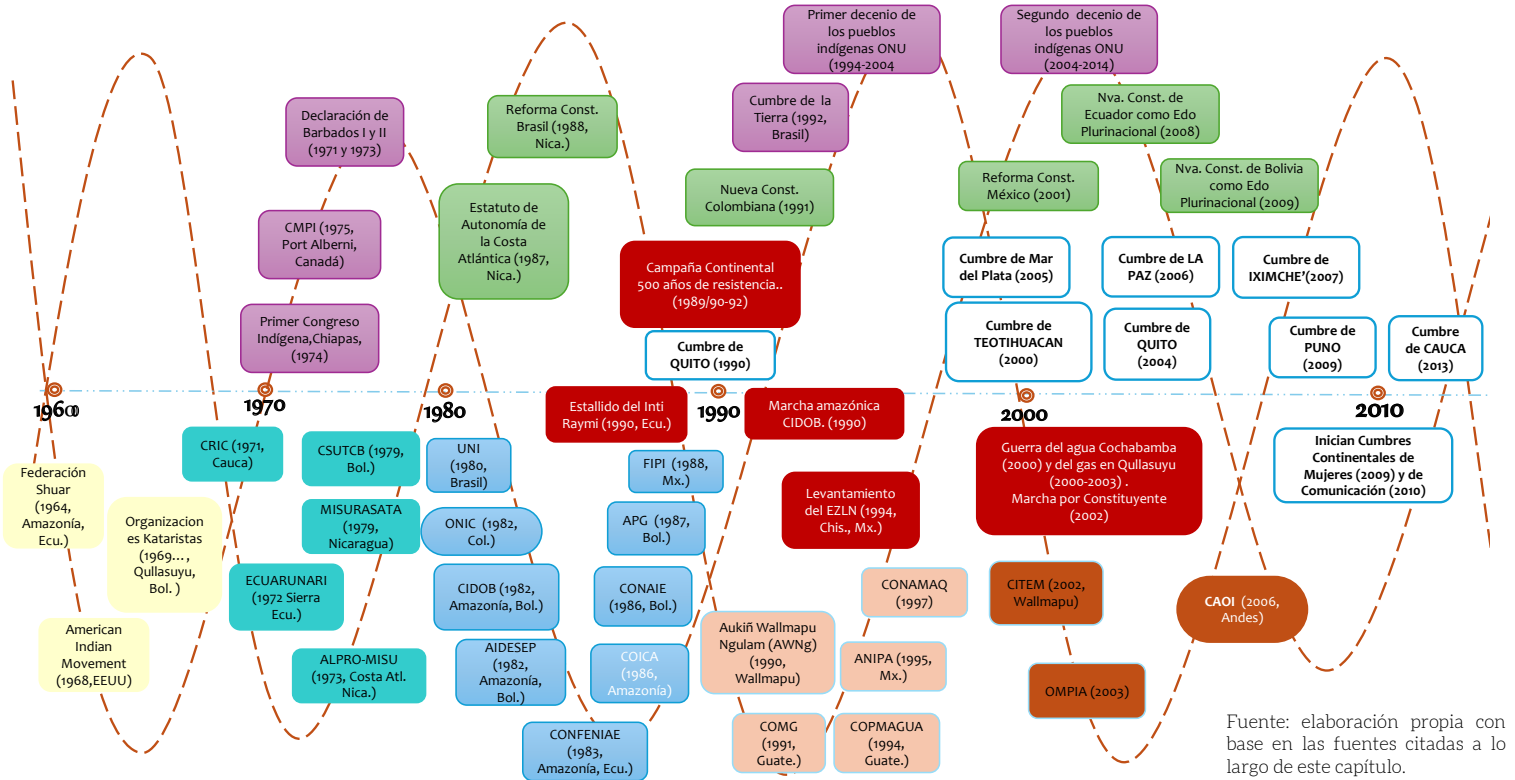 Primer decenio de
los pueblos
indígenas ONU
(1994-2004
Segundo decenio de
los pueblos
indígenas ONU
(2004-2014)
Declaración de
Barbados I y II
(1971 y 1973)
Reforma Const.
Brasil (1988,
Nica.)
Cumbre de la
Tierra (1992,
Brasil)
Nva. Const. de
Ecuador como Edo
Plurinacional (2008)
CMPI (1975,
Port Alberni,
Canadá)
Estatuto de
Autonomía de
la Costa
Atlántica (1987,
Nica.)
Nueva Const.
Colombiana (1991)
Reforma Const.
México (2001)
Nva. Const. de Bolivia
como Edo
Plurinacional (2009)
Primer Congreso
Indígena,Chiapas,
(1974)
Campaña Continental
500 años de resistencia..
(1989/90-92)
Cumbre de Mar
del Plata (2005)
Cumbre de LA
PAZ (2006)
Cumbre de
IXIMCHE'(2007)
Cumbre de
QUITO (1990)
Cumbre de
TEOTIHUACAN
(2000)
Cumbre de
QUITO
(2004)
Cumbre de
PUNO
(2009)
Cumbre
de CAUCA
(2013)
1960
1970
1980
1990
2000
2010
Estallido del Inti
Raymi (1990, Ecu.)
Marcha amazónica
CIDOB. (1990)
Federación
Shuar
(1964,
Amazonía,
Ecu.)
Organizacion
es Kataristas
(1969... ,
Qullasuyu,
Bol. )
American
Indian
Movement
(1968,EEUU)
CRIC (1971,
Cauca)
ECUARUNARI
(1972 Sierra
Ecu.)
CSUTCB (1979,
Bol.)
MISURASATA
(1979,
Nicaragua)
ALPRO-MISU
(1973, Costa Atl.
Nica.)
UNI
(1980,
Brasil)
ONIC (1982,
Col.)
CIDOB (1982,
Amazonía, Bol.)
AIDESEP
(1982,
Amazonía,
Bol.)
CONFENIAE
(1983,
Amazonía, Ecu.)
FIPI (1988,
Mx.)
APG (1987,
Bol.)
CONAIE
(1986, Bol.)
COICA
(1986,
Amazonía)
Levantamiento
del EZLN (1994,
Chis., Mx.)
Aukiñ Wallmapu
Ngulam (AWNg)
(1990,
Wallmapu)
COMG
(1991,
Guate.)
CONAMAQ
(1997)
ANIPA (1995,
Mx.)
COPMAGUA
(1994,
Guate.)
Guerra del agua Cochabamba
(2000) y del gas en Qullasuyu
(2000-2003) .
Marcha por Constituyente
(2002)
CITEM (2002,
Wallmapu)
OMPIA (2003)
Inician Cumbres
Continentales de
Mujeres (2009) y de
Comunicación (2010)
CAOI (2006,
Andes)
Fuente: elaboración propia con
base en las fuentes citadas a lo
largo de este capítulo.